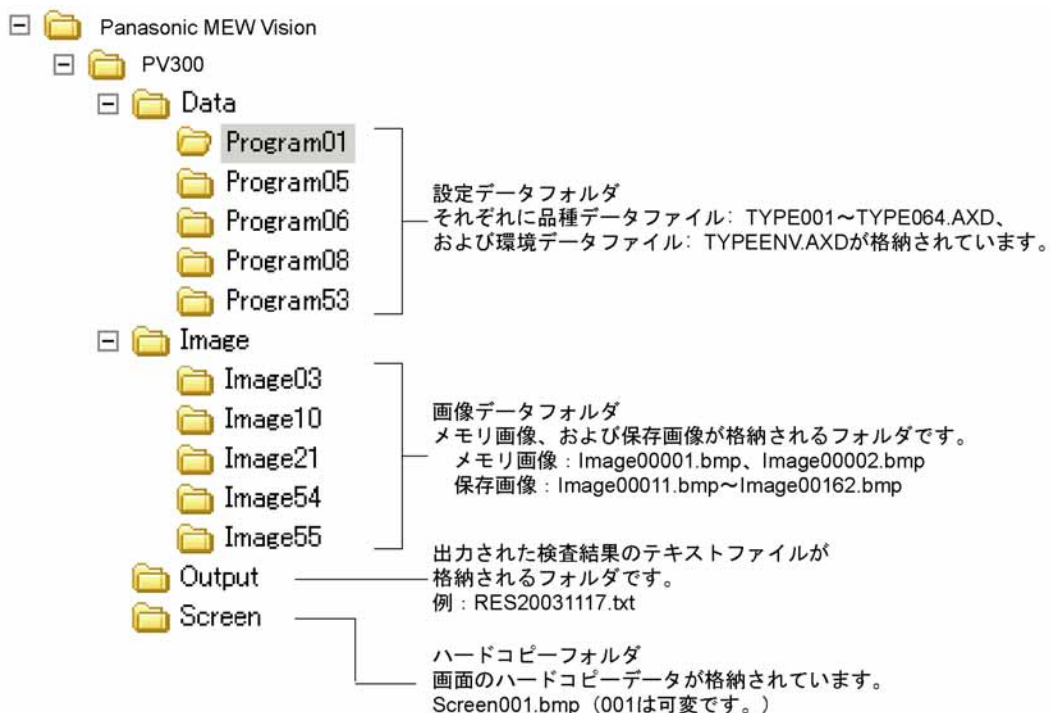 Panasonic MEW Vision
PV300
Data
Program01
Program05
Program06
Program08
Program53
設定データフォルダ
それぞれに品種データファイル：TYPE001～TYPE064.AXD、
および環境データファイル：TYPEENV.AXDが格納されています。
Image
Image03
Image10
Image21
Image54
Image55
画像データフォルダ
メモリ画像、および保存画像が格納されるフォルダです。
メモリ画像：Image00001.bmp、Image00002.bmp
保存画像：Image00011.bmp～Image00162.bmp
Output
出力された検査結果のテキストファイルが
格納されるフォルダです。
例：RES20031117.txt
Screen
ハードコピーフォルダ
画面のハードコピーデータが格納されています。
Screen001.bmp（001は可変です。）